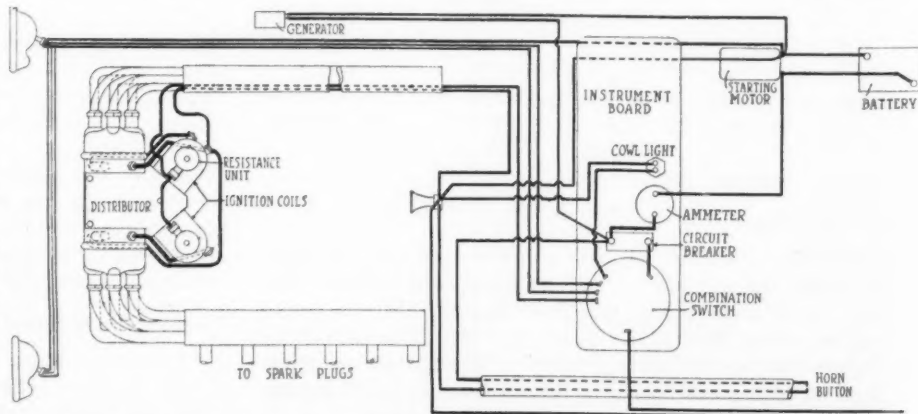 GENERATOR
INSTRUMENT
BOARD
STARTING
MOTOR
BATTERY
COWL LIGHT
RESISTANCE
UNIT
DISTRIBUTOR
IGNITION COILS
AMMETER
CIRCUIT
BREAKER
COMBINATION
SWITCH
TO SPARK PLUGS
HORN
BUTTON